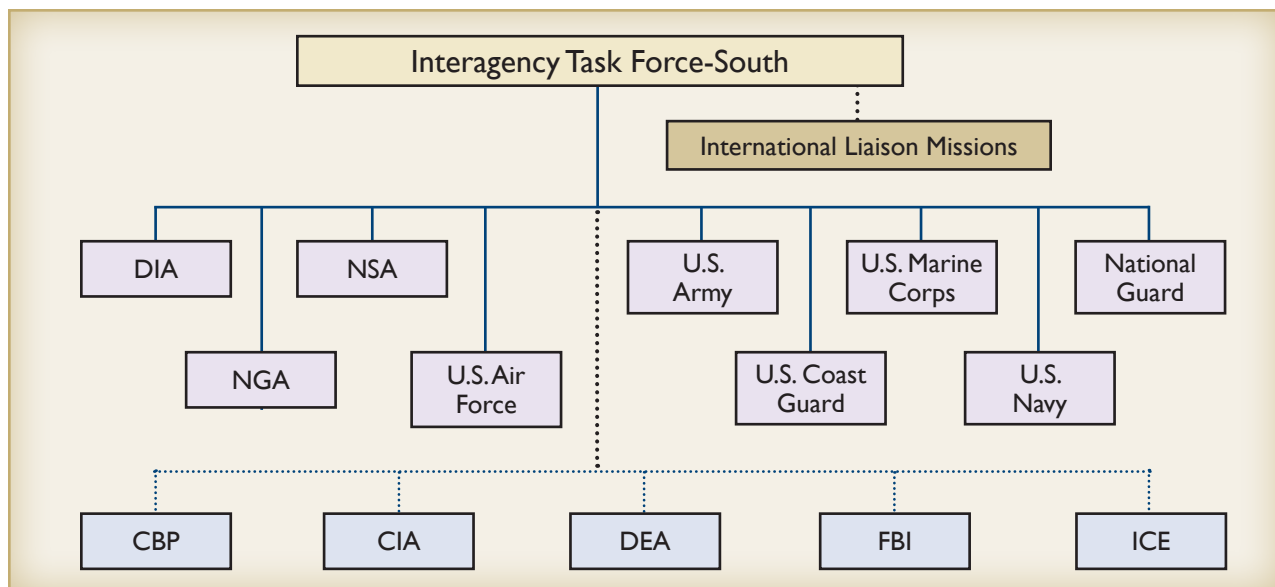 Interagency Task Force-South
International Liaison Missions
DIA
NSA
U.S.
Army
U.S. Marine
Corps
National
Guard
NGA
U.S. Air
Force
U.S. Coast
Guard
U.S.
Navy
CBP
CIA
DEA
FBI
ICE